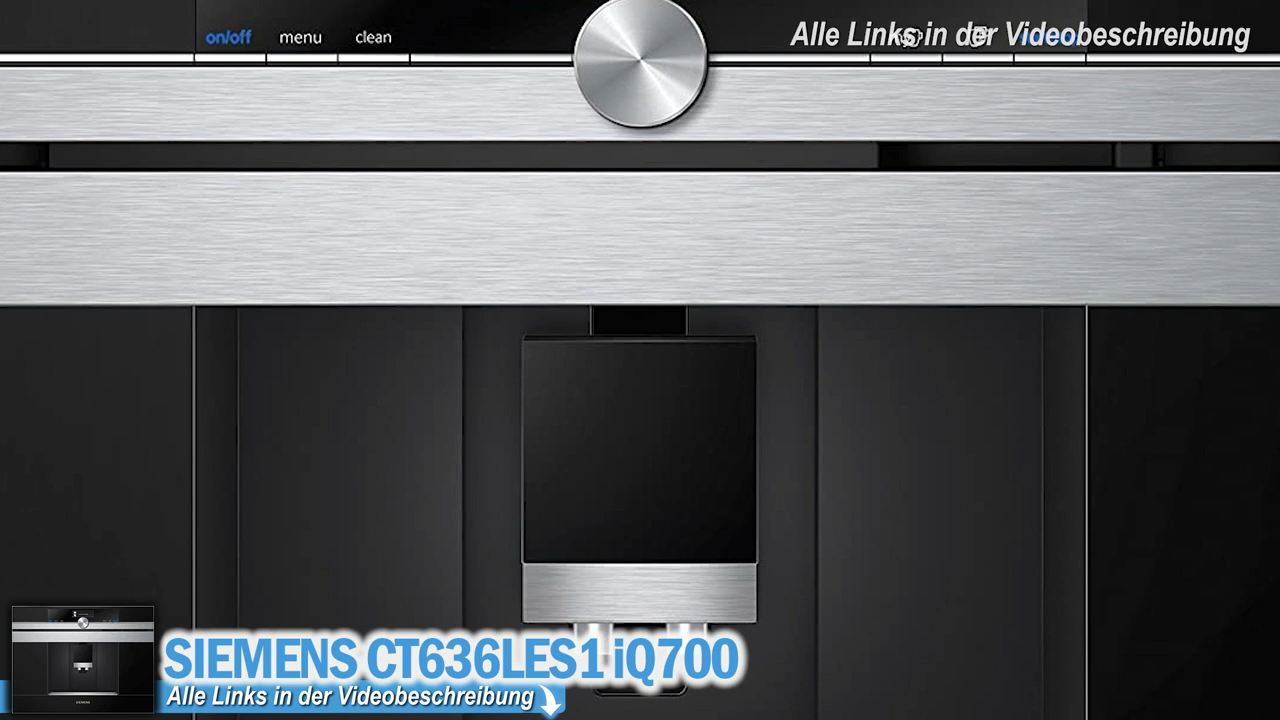 on/off menu clean
Alle Links in der Videobeschreibung
SIEMENS CT636LES1 iQ700
Alle Links in der Videobeschreibung